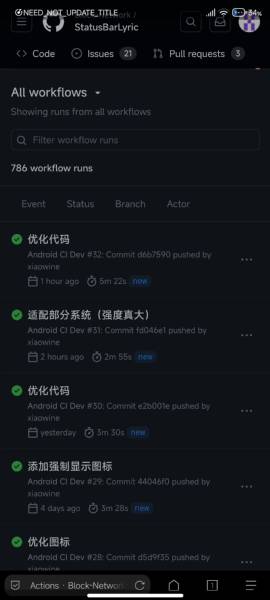 NEED_NOT_UPDATE_TITLE
34%
StatusBarLyric
Code
Issues 21
Pull requests 3
All workflows
Showing runs from all workflows
Filter workflow runs
786 workflow runs
Event Status Branch Actor
优化代码
Android CI Dev #32: Commit d6b7590 pushed by
xiaowine
1 hour ago 5m 22s new
适配部分系统（强度真大）
Android CI Dev #31: Commit fd046e1 pushed by
xiaowine
2 hours ago 2m 55s new
优化代码
Android CI Dev #30: Commit e2b001e pushed by
xiaowine
yesterday 3m 30s new
添加强制显示图标
Android CI Dev #29: Commit 44046f0 pushed by
xiaowine
4 days ago 3m 28s new
优化图标
Android CI Dev #28: Commit d5d9f35 pushed by
xiaowine
Actions · Block-Network
1